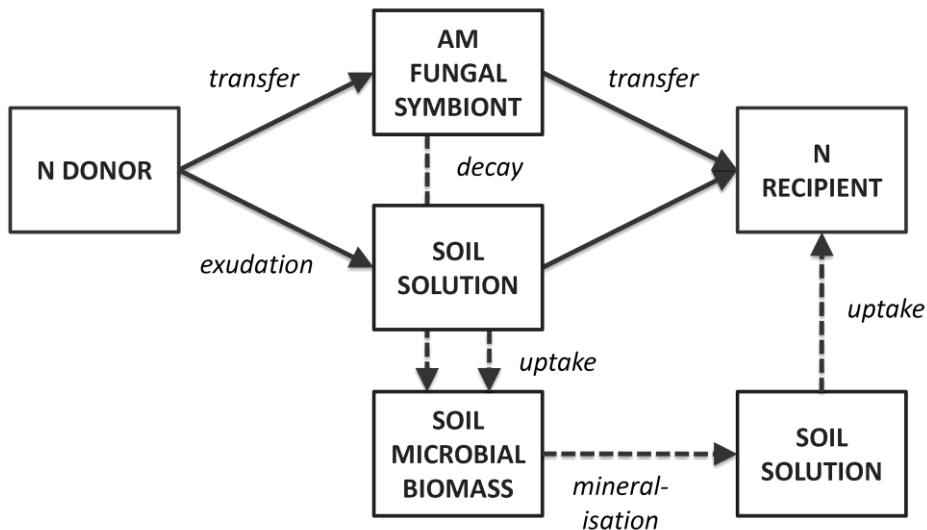 AM
FUNGAL
SYMBIONT
transfer
transfer
N DONOR
decay
N
RECIPIENT
exudation
SOIL
SOLUTION
uptake
uptake
SOIL
MICROBIAL
BIOMASS
SOIL
SOLUTION
mineral-
isation